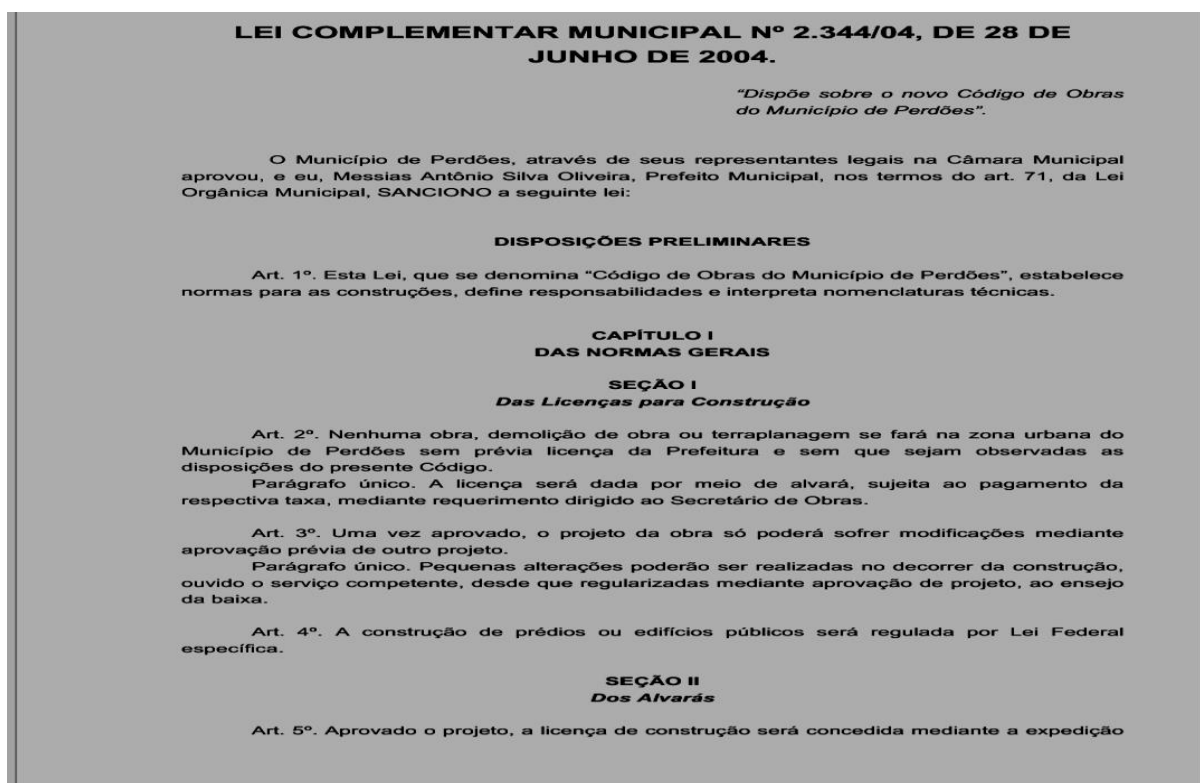 LEI COMPLEMENTAR MUNICIPAL Nº 2.344/04, DE 28 DE
JUNHO DE 2004.
“Dispõe sobre o novo Código de Obras
do Município de Perdões”.
O Município de Perdões, através de seus representantes legais na Câmara Municipal
aprovou, e eu, Messias Antônio Silva Oliveira, Prefeito Municipal, nos termos do art. 71, da Lei
Orgânica Municipal, SANCIONO a seguinte lei:
DISPOSIÇÕES PRELIMINARES
Art. 1º. Esta Lei, que se denomina “Código de Obras do Município de Perdões”, estabelece
normas para as construções, define responsabilidades e interpreta nomenclaturas técnicas.
CAPÍTULO I
DAS NORMAS GERAIS
SEÇÃO I
Das Licenças para Construção
Art. 2º. Nenhuma obra, demolição de obra ou terraplanagem se fará na zona urbana do
Município de Perdões sem prévia licença da Prefeitura e sem que sejam observadas as
disposições do presente Código.
Parágrafo único. A licença será dada por meio de alvará, sujeita ao pagamento da
respectiva taxa, mediante requerimento dirigido ao Secretário de Obras.
Art. 3º. Uma vez aprovado, o projeto da obra só poderá sofrer modificações mediante
aprovação prévia de outro projeto.
Parágrafo único. Pequenas alterações poderão ser realizadas no decorrer da construção,
ouvido o serviço competente, desde que regularizadas mediante aprovação de projeto, ao ensejo
da baixa.
Art. 4º. A construção de prédios ou edifícios públicos será regulada por Lei Federal
específica.
SEÇÃO II
Dos Alvarás
Art. 5º. Aprovado o projeto, a licença de construção será concedida mediante a expedição